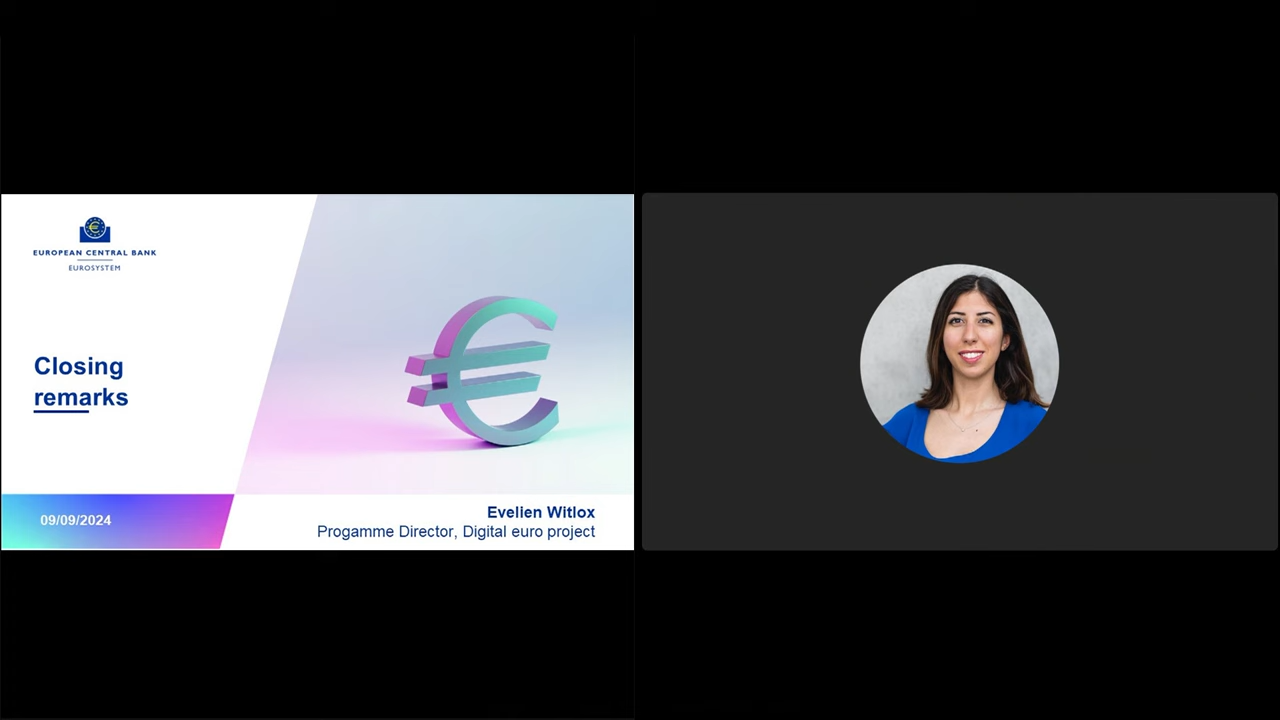 EUROPEAN CENTRAL BANK
EUROSYSTEM
Closing
remarks
09/09/2024
Evelien Witlox
Progamme Director, Digital euro project